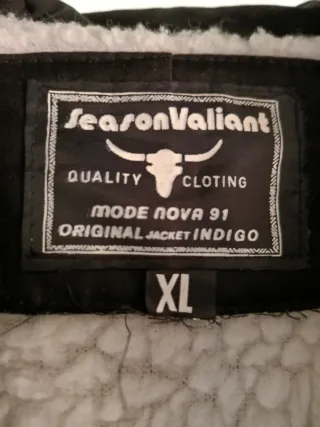 SeasonValiant
QUALITY CLOTING
MODE NOVA 91
ORIGINAL JACKET INDIGO
XL